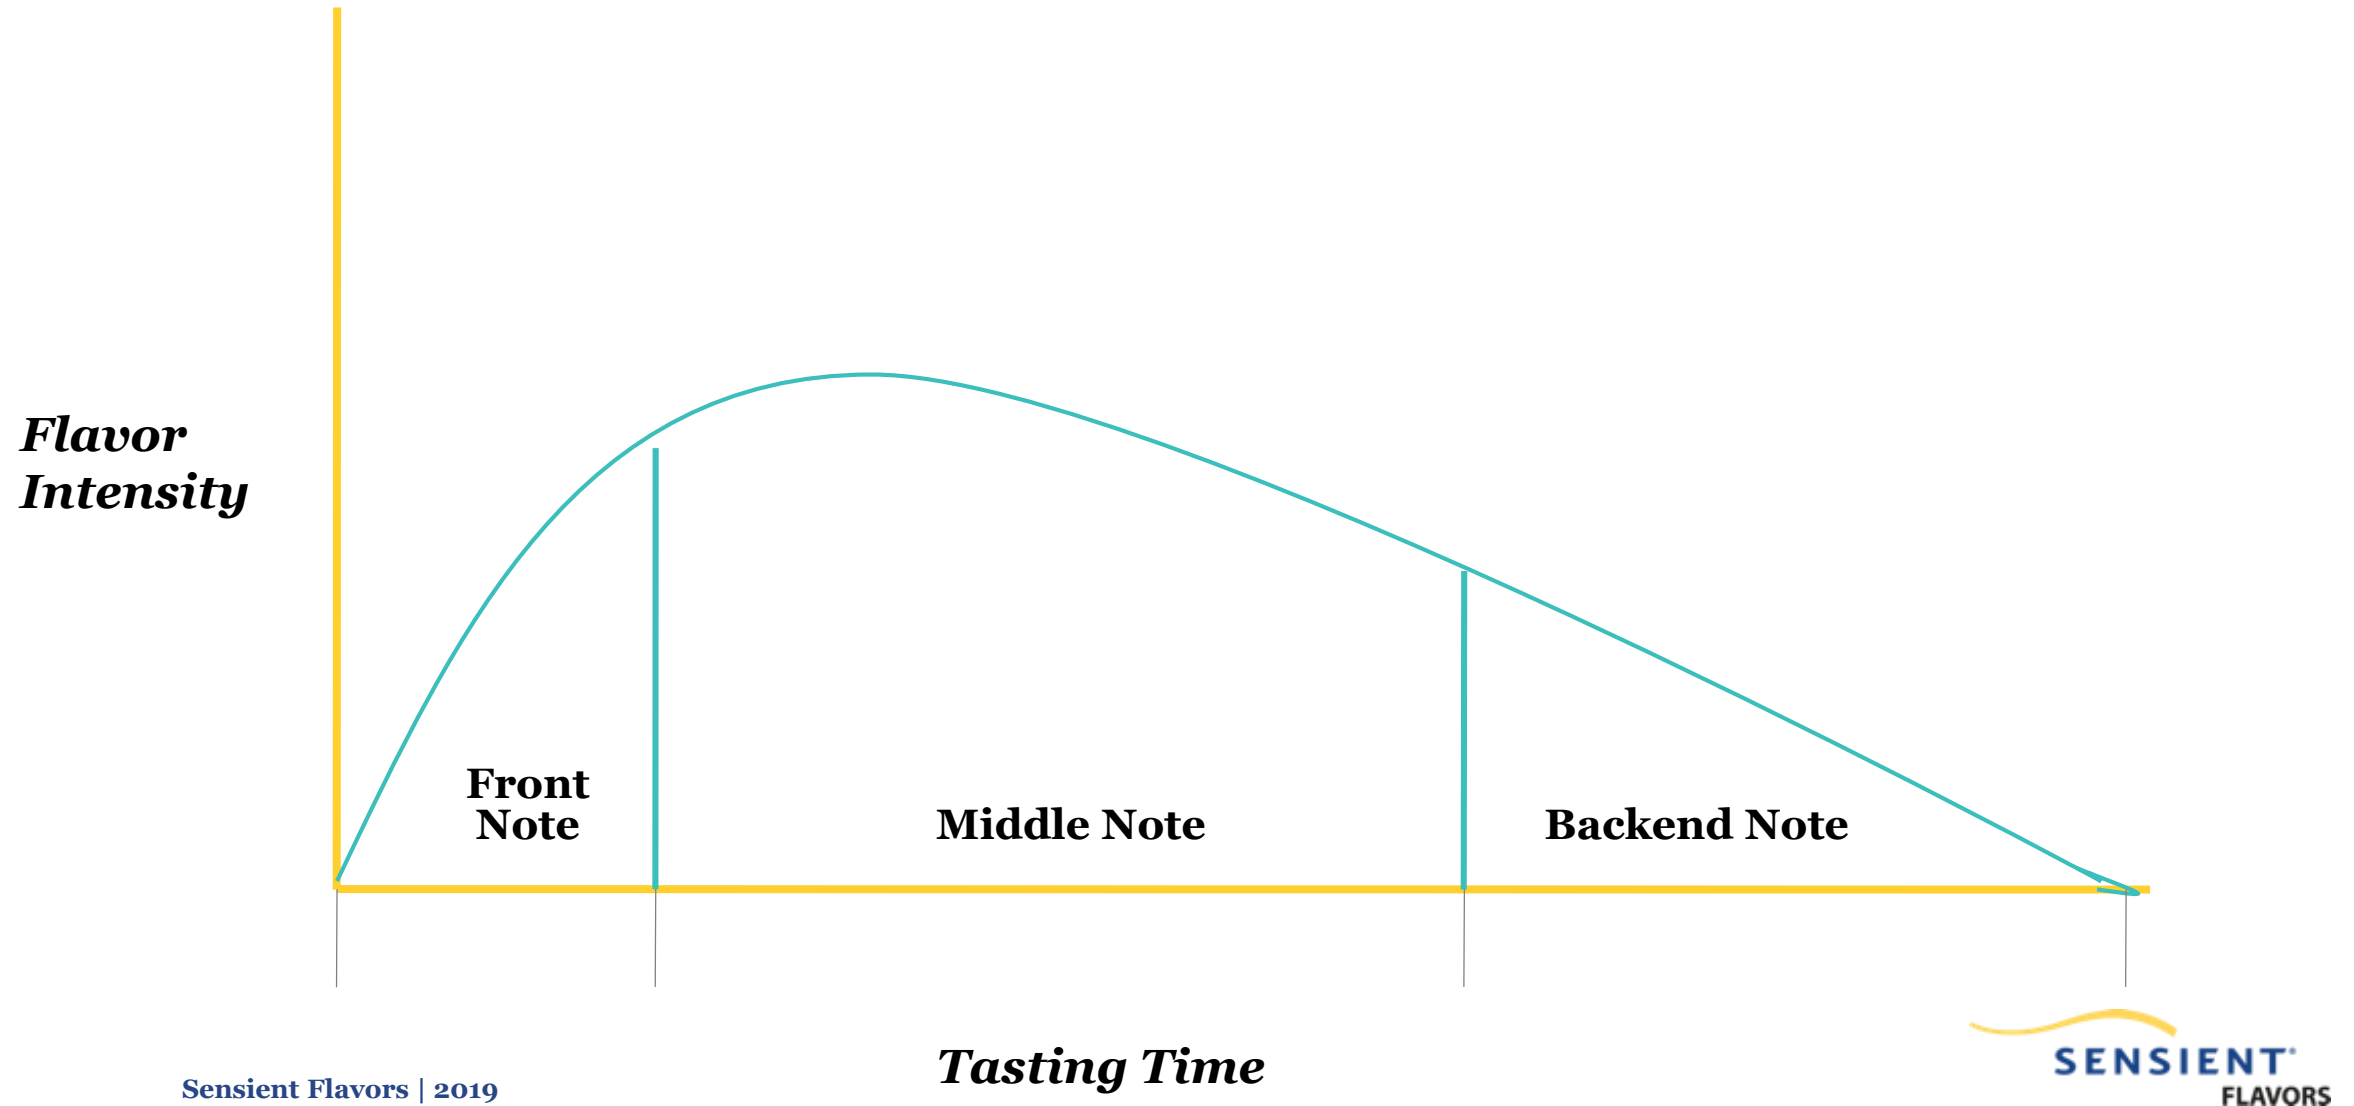 Flavor
Intensity
Front
Note
Middle Note
Backend Note
Tasting Time
Sensient Flavors | 2019
SENSIENT®
FLAVORS